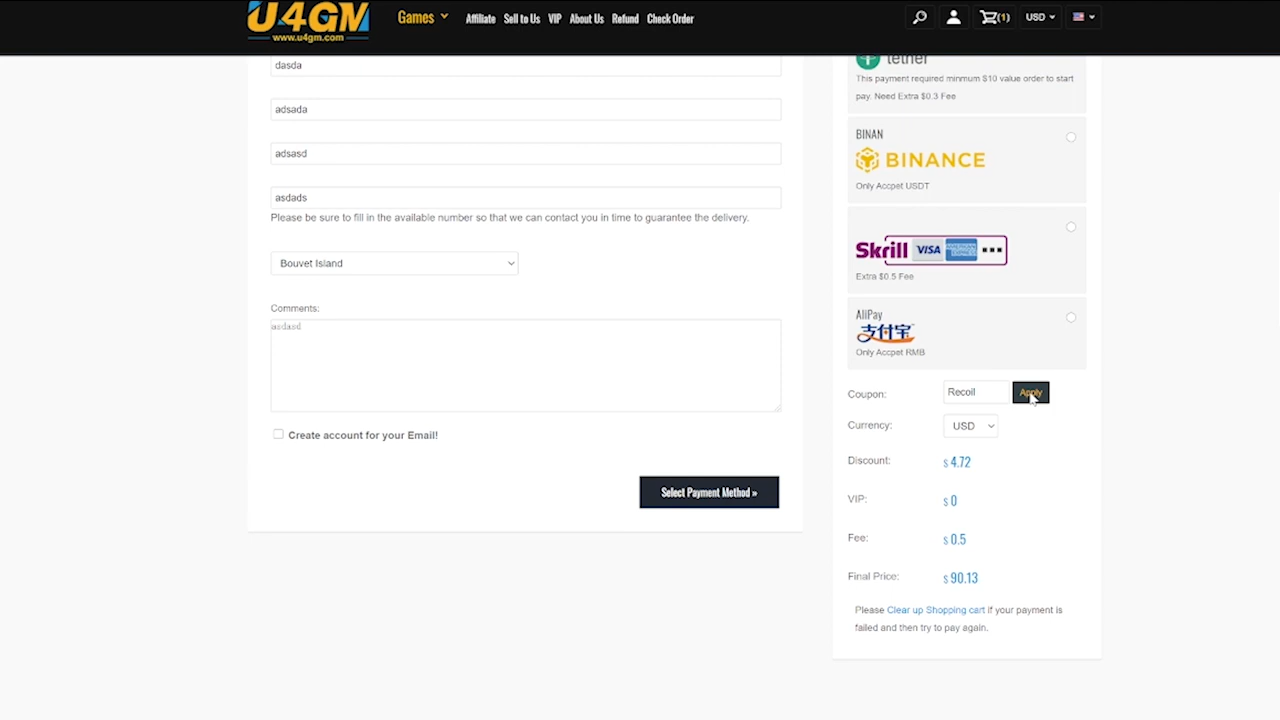 U4GM
www.u4gm.com
Games
Affiliate
Sell to Us
VIP
About Us
Refund
Check Order
(1)
USD
dasda
adsada
adsasd
asdads
Please be sure to fill in the available number so that we can contact you in time to guarantee the delivery.
Bouvet Island
Comments:
asdasd
Create account for your Email!
Select Payment Method »
tether
This payment required minmum $10 value order to start
pay. Need Extra $0.3 Fee
BINAN
BINANCE
Only Accpet USDT
Skrill VISA AMERICAN EXPRESS
Extra $0.5 Fee
AliPay
支付宝
Only Accpet RMB
Coupon: Recoil Apply
Currency: USD
Discount: $ 4.72
VIP: $ 0
Fee: $ 0.5
Final Price: $ 90.13
Please Clear up Shopping cart if your payment is
failed and then try to pay again.